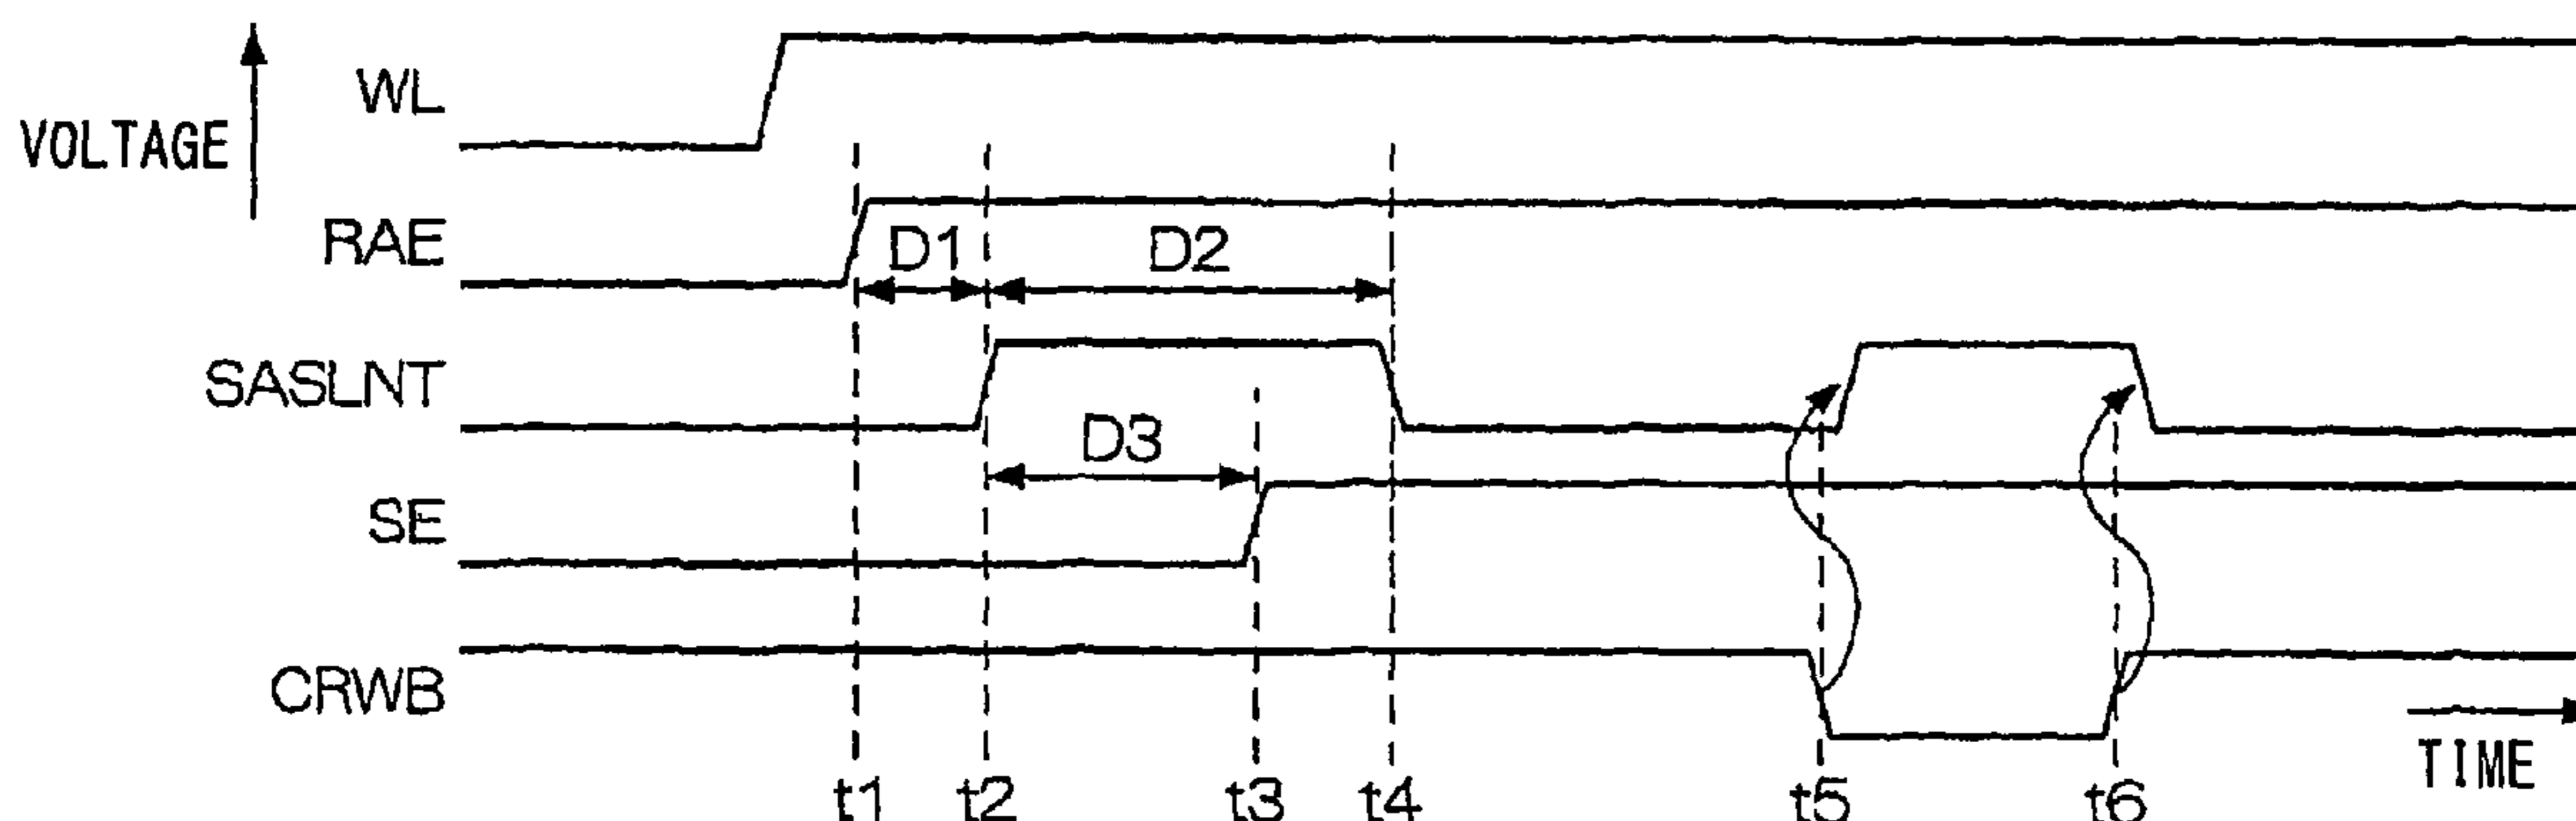 VOLTAGE
WL
RAE
D1
D2
SASLNT
D3
SE
CRWB
TIME
t1 t2 t3 t4 t5 t6